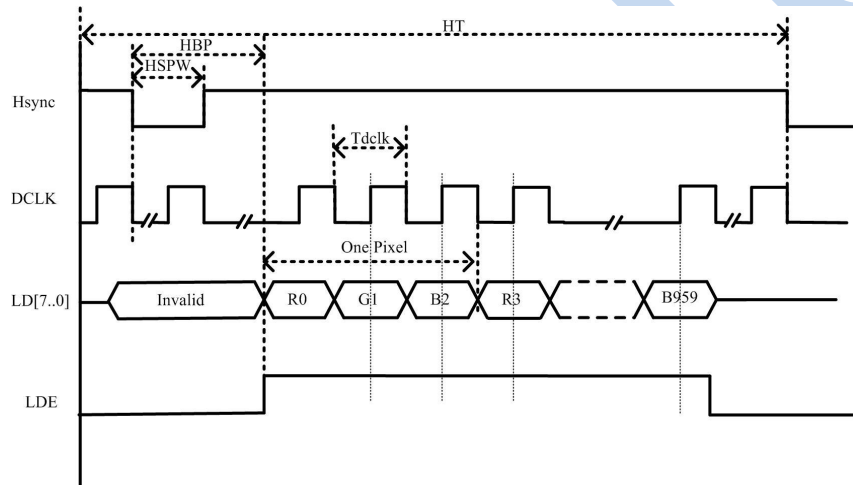 HT
HBP
HSPW
Hsync
Tdclk
DCLK
One Pixel
LD[7..0]
Invalid
R0
G1
B2
R3
B959
LDE